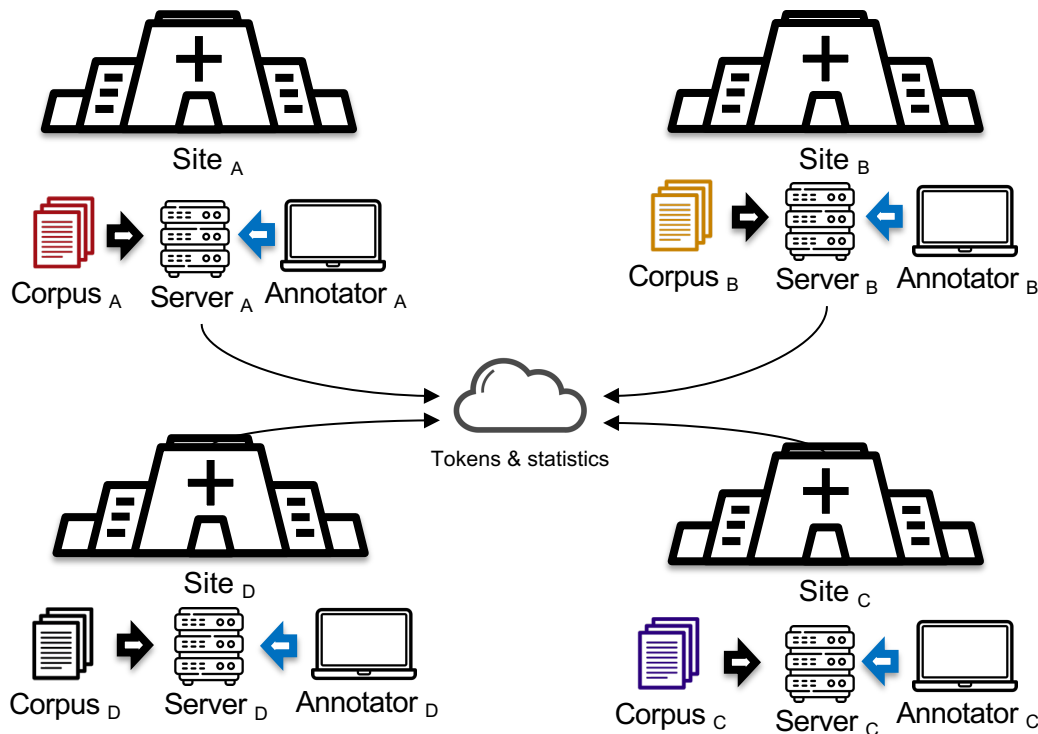 Site A
Corpus A Server A Annotator A
Site B
Corpus B Server B Annotator B
Tokens & statistics
Site D
Corpus D Server D Annotator D
Site C
Corpus C Server C Annotator C